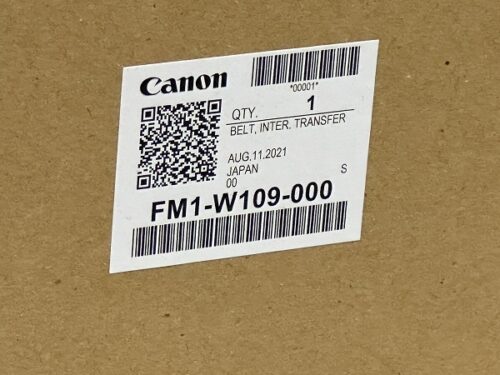 Canon
*00001*
QTY. 1
BELT, INTER. TRANSFER
AUG.11.2021
JAPAN S
00
FM1-W109-000